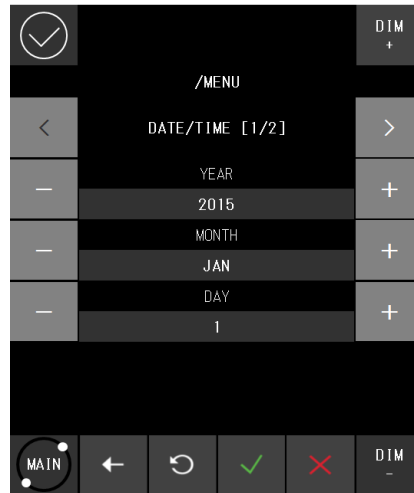 DIM
+
/MENU
< DATE/TIME [1/2] >
YEAR
− 2015 +
MONTH
− JAN +
DAY
− 1 +
MAIN
DIM
−